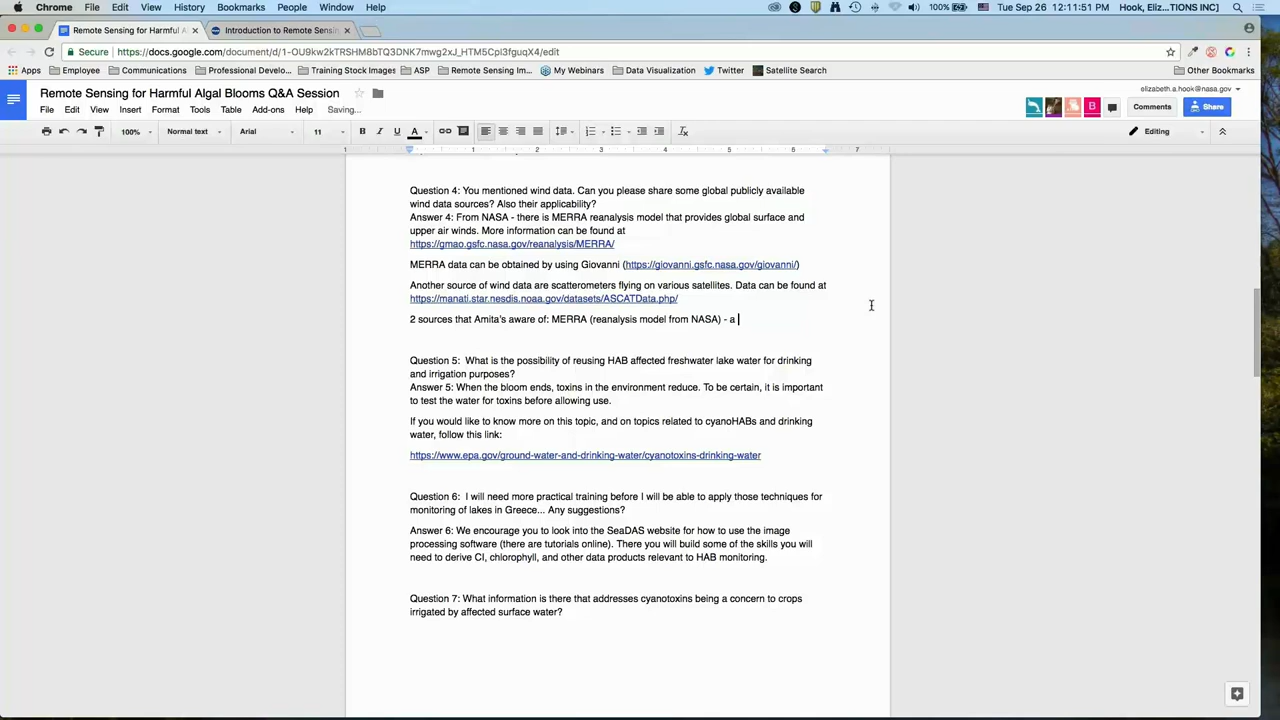 Chrome File Edit View History Bookmarks People Window Help 100% Tue Sep 26 12:11:51 PM Hook, Eliz...TIONS INC]
Remote Sensing for Harmful Al Introduction to Remote Sensin
Secure https://docs.google.com/document/d/1-OU9kw2kTRSHM8bTQ3DNK7mwg2xJ_HTM5CpI3fguqX4/edit
Apps Employee Communications Professional Develo... Training Stock Images ASP Remote Sensing Im... My Webinars Data Visualization Twitter Satellite Search Other Bookmarks
Remote Sensing for Harmful Algal Blooms Q&A Session
elizabeth.a.hook@nasa.gov
File Edit View Insert Format Tools Table Add-ons Help Saving...
B Comments Share
100% Normal text Arial 11 B I U A Editing
1 1 2 3 4 5 6 7
Question 4: You mentioned wind data. Can you please share some global publicly available
wind data sources? Also their applicability?
Answer 4: From NASA - there is MERRA reanalysis model that provides global surface and
upper air winds. More information can be found at
https://gmao.gsfc.nasa.gov/reanalysis/MERRA/
MERRA data can be obtained by using Giovanni (https://giovanni.gsfc.nasa.gov/giovanni/)
Another source of wind data are scatterometers flying on various satellites. Data can be found at
https://manati.star.nesdis.noaa.gov/datasets/ASCATData.php/
2 sources that Amita's aware of: MERRA (reanalysis model from NASA) - a
Question 5: What is the possibility of reusing HAB affected freshwater lake water for drinking
and irrigation purposes?
Answer 5: When the bloom ends, toxins in the environment reduce. To be certain, it is important
to test the water for toxins before allowing use.
If you would like to know more on this topic, and on topics related to cyanoHABs and drinking
water, follow this link:
https://www.epa.gov/ground-water-and-drinking-water/cyanotoxins-drinking-water
Question 6: I will need more practical training before I will be able to apply those techniques for
monitoring of lakes in Greece... Any suggestions?
Answer 6: We encourage you to look into the SeaDAS website for how to use the image
processing software (there are tutorials online). There you will build some of the skills you will
need to derive CI, chlorophyll, and other data products relevant to HAB monitoring.
Question 7: What information is there that addresses cyanotoxins being a concern to crops
irrigated by affected surface water?